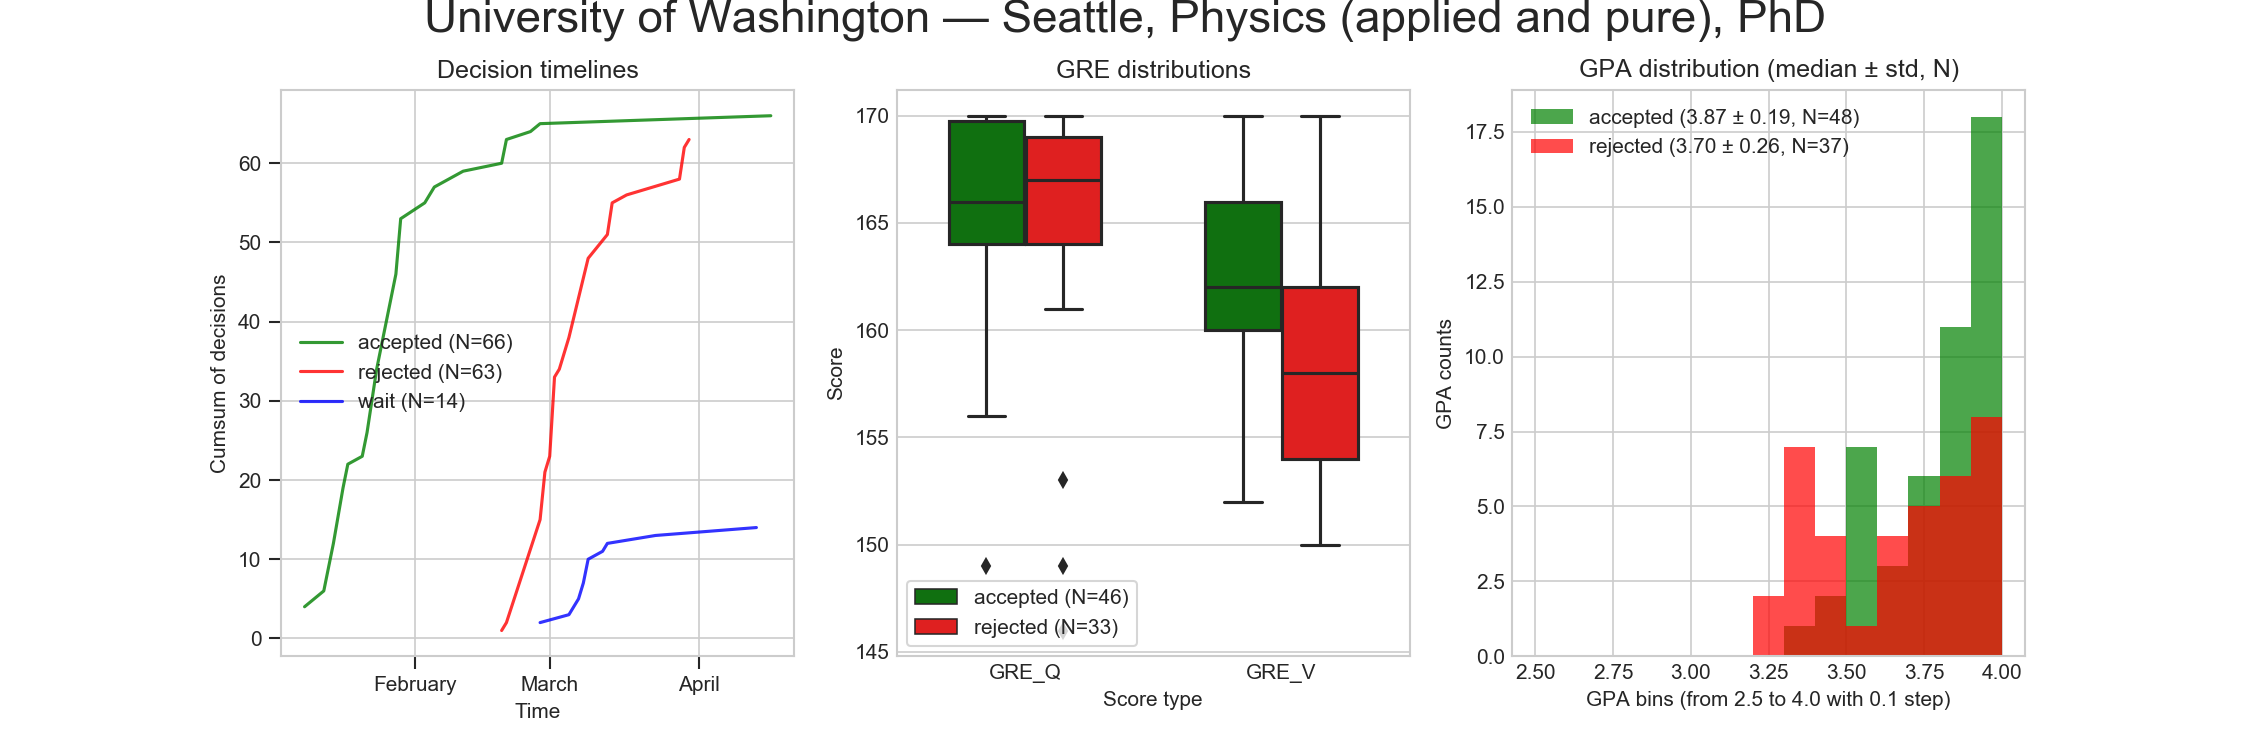 University of Washington — Seattle, Physics (applied and pure), PhD
Decision timelines
60
50
40
30
20
10
0
Cumsum of decisions
accepted (N=66)
rejected (N=63)
wait (N=14)
February March April
Time
GRE distributions
170
165
160
155
150
145
Score
accepted (N=46)
rejected (N=33)
GRE_Q GRE_V
Score type
GPA distribution (median ± std, N)
accepted (3.87 ± 0.19, N=48)
rejected (3.70 ± 0.26, N=37)
17.5
15.0
12.5
10.0
7.5
5.0
2.5
0.0
GPA counts
2.50 2.75 3.00 3.25 3.50 3.75 4.00
GPA bins (from 2.5 to 4.0 with 0.1 step)